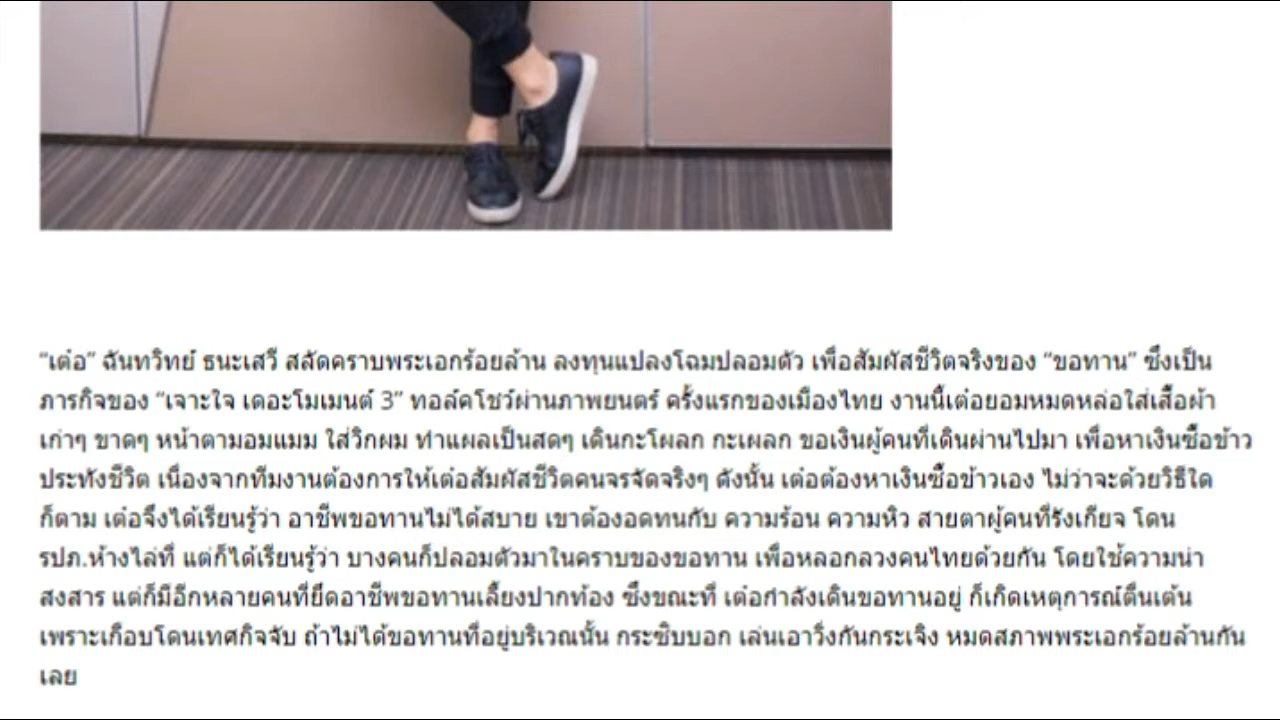 “เต๋อ” ฉันทวิทย์ ธนะเสวี สลัดคราบพระเอกร้อยล้าน ลงทุนแปลงโฉมปลอมตัว เพื่อสัมผัสชีวิตจริงของ “ขอทาน” ซึ่งเป็น
ภารกิจของ “เจาะใจ เดอะโมเมนต์ 3” ทอล์คโชว์ผ่านภาพยนตร์ ครั้งแรกของเมืองไทย งานนี้เต๋อยอมหมดหล่อใส่เสื้อผ้า
เก่าๆ ขาดๆ หน้าตามอมแมม ใส่วิกผม ทำแผลเป็นสดๆ เดินกะโผลก กะเผลก ขอเงินผู้คนที่เดินผ่านไปมา เพื่อหาเงินซื้อข้าว
ประทังชีวิต เนื่องจากทีมงานต้องการให้เต๋อสัมผัสชีวิตคนจรจัดจริงๆ ดังนั้น เต๋อต้องหาเงินซื้อข้าวเอง ไม่ว่าจะด้วยวิธีใด
ก็ตาม เต๋อจึงได้เรียนรู้ว่า อาชีพขอทานไม่ได้สบาย เขาต้องอดทนกับ ความร้อน ความหิว สายตาผู้คนที่รังเกียจ โดน
รปภ.ห้างไล่ที่ แต่ก็ได้เรียนรู้ว่า บางคนก็ปลอมตัวมาในคราบของขอทาน เพื่อหลอกลวงคนไทยด้วยกัน โดยใช้ความน่า
สงสาร แต่ก็มีอีกหลายคนที่ยึดอาชีพขอทานเลี้ยงปากท้อง ซึ่งขณะที่ เต๋อกำลังเดินขอทานอยู่ ก็เกิดเหตุการณ์ตื่นเต้น
เพราะเกือบโดนเทศกิจจับ ถ้าไม่ได้ขอทานที่อยู่บริเวณนั้น กระซิบบอก เล่นเอาวิ่งกันกระเจิง หมดสภาพพระเอกร้อยล้านกัน
เลย